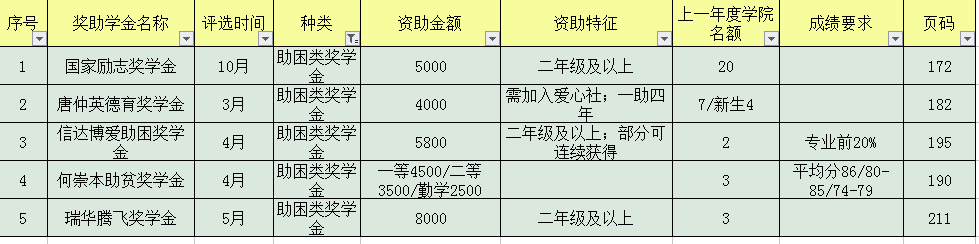 序号 奖助学金名称 评选时间 种类 资助金额 资助特征 上一年度学院名额 成绩要求 页码
1 国家励志奖学金 10月 助困类奖学金 5000 二年级及以上 20 172
2 唐仲英德育奖学金 3月 助困类奖学金 4000 需加入爱心社；一助四年 7/新生4 182
3 信达博爱助困奖学金 4月 助困类奖学金 5800 二年级及以上；部分可连续获得 2 专业前20% 195
4 何崇本助贫奖学金 4月 助困类奖学金 一等4500/二等3500/勤学2500 3 平均分86/80-85/74-79 190
5 瑞华腾飞奖学金 5月 助困类奖学金 8000 二年级及以上 3 211